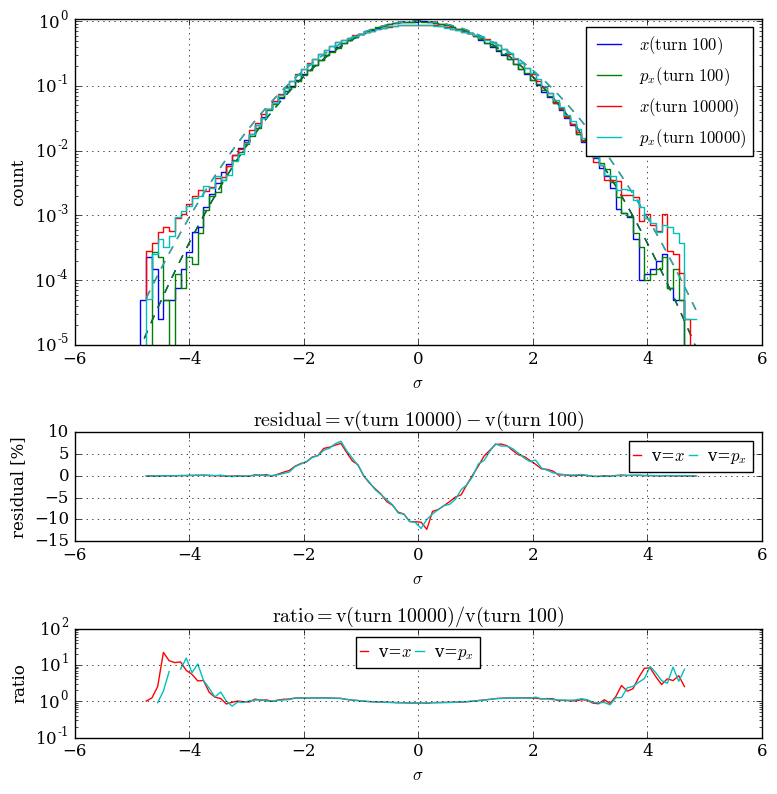 10^0
10^-1
10^-2
10^-3
10^-4
10^-5
count
x(turn 100)
p_x(turn 100)
x(turn 10000)
p_x(turn 10000)
−6 −4 −2 0 2 4 6
σ
residual = v(turn 10000) − v(turn 100)
10
5
0
−5
−10
−15
residual [%]
v=x v=p_x
−6 −4 −2 0 2 4 6
σ
ratio = v(turn 10000)/v(turn 100)
10^2
10^1
10^0
10^-1
ratio
v=x v=p_x
−6 −4 −2 0 2 4 6
σ